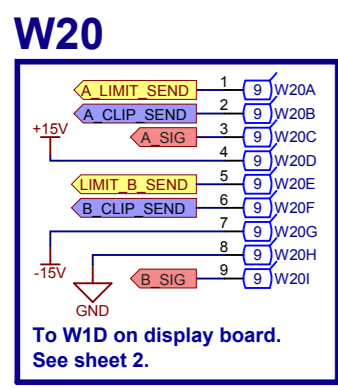 W20
A_LIMIT_SEND 1 9 W20A
A_CLIP_SEND 2 9 W20B
+15V A_SIG 3 9 W20C
4 9 W20D
LIMIT_B_SEND 5 9 W20E
B_CLIP_SEND 6 9 W20F
7 9 W20G
8 9 W20H
-15V B_SIG 9 9 W20I
GND
To W1D on display board.
See sheet 2.